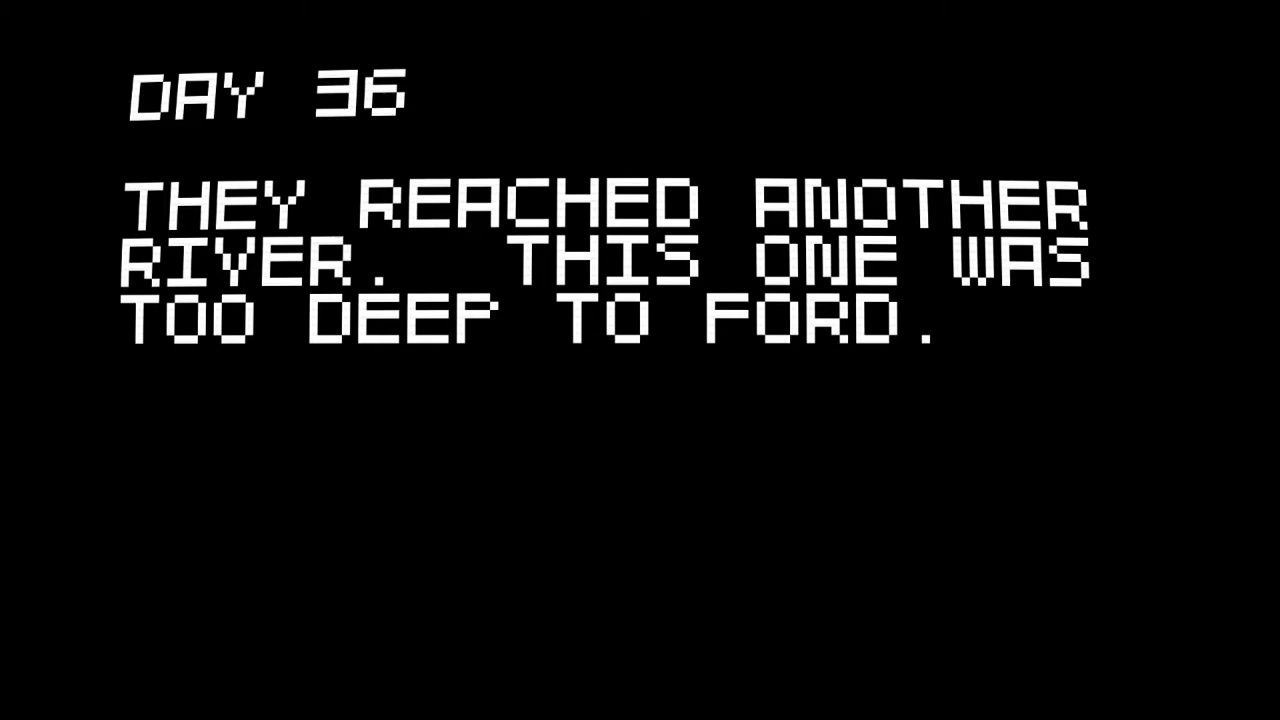 DAY 36
THEY REACHED ANOTHER
RIVER.  THIS ONE WAS
TOO DEEP TO FORD.